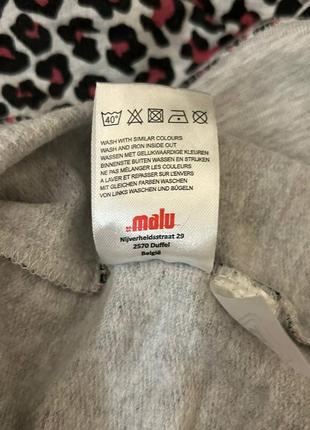 40°
WASH WITH SIMILAR COLOURS
WASH AND IRON INSIDE OUT
WASSEN MET GELIJKWAARDIGE KLEUREN
BINNENSTE BUITEN WASSEN EN STRIJKEN
NE PAS MÉLANGER LES COULEURS
A LAVER ET REPASSER SUR L'ENVERS
MIT GLEICHEN FARBEN WASCHEN
VON LINKS WASCHEN UND BÜGELN
malu
Nijverheidsstraat 29
2570 Duffel
België